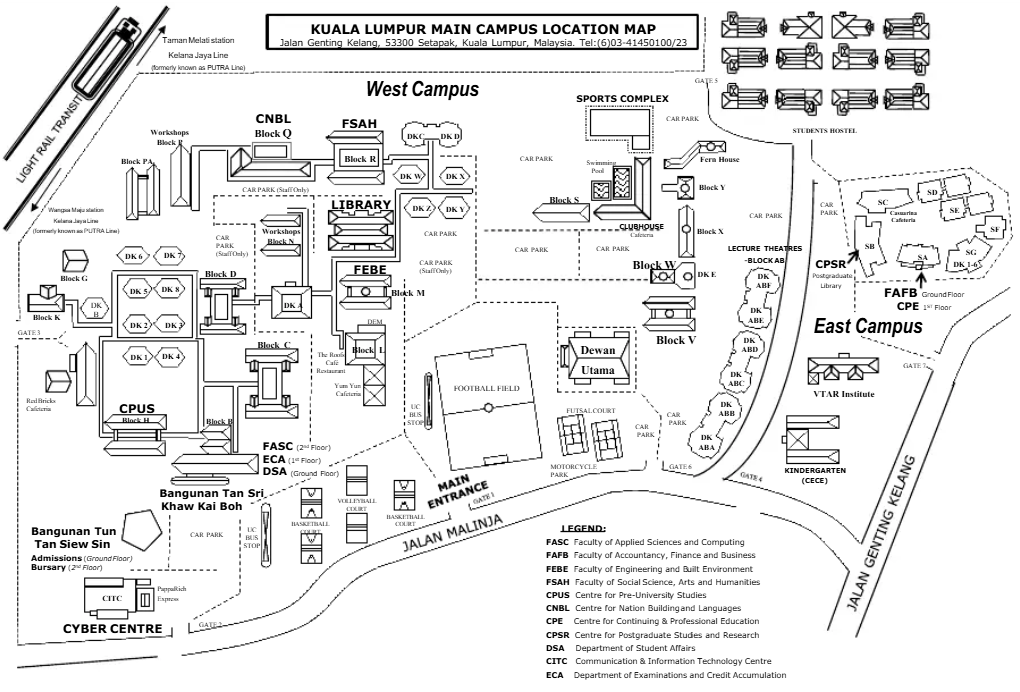 KUALA LUMPUR MAIN CAMPUS LOCATION MAP
Jalan Genting Kelang, 53300 Setapak, Kuala Lumpur, Malaysia. Tel:(6)03-41450100/23
Taman Melati station
Kelana Jaya Line
(formerly known as PUTRA Line)
LIGHT RAIL TRANSIT
Wangsa Maju station
Kelana Jaya Line
(formerly known as PUTRA Line)
West Campus
GATE 5
STUDENTS HOSTEL
SPORTS COMPLEX
CAR PARK
Fern House
Swimming
Pool
Block Y
Block S
CLUBHOUSE
Cafeteria
Block X
CAR PARK
CAR PARK
CAR PARK
CAR PARK
Block W
DK E
Block V
CNBL
Block Q
FSAH
Block R
DKC
DK D
Workshops
Block P
Block PA
CAR PARK (Staff Only)
DK W
DK X
DK Z
DK Y
CAR PARK
LIBRARY
Workshops
Block N
CAR
PARK
(Staff Only)
CAR PARK
(Staff Only)
FEBE
Block M
Block G
DK 6
DK 7
Block D
DK 5
DK 8
DK A
Block K
DK
B
DK 2
DK 3
GATE 3
DK 1
DK 4
Block C
DEM
Block L
The Roofs
Café
Restaurant
Yum Yum
Cafeteria
Red Bricks
Cafeteria
CPUS
Block H
Block B
FASC (2nd Floor)
ECA (1st Floor)
DSA (Ground Floor)
Bangunan Tan Sri
Khaw Kai Boh
UC
BUS
STOP
FOOTBALL FIELD
Dewan
Utama
FUTSAL COURT
CAR
PARK
CAR
PARK
MOTORCYCLE
PARK
GATE 6
GATE 4
LECTURE THEATRES
-BLOCK AB
DK
ABF
DK
ABE
DK
ABD
DK
ABC
DK
ABB
DK
ABA
CAR
PARK
SC
SD
Casuarina
Cafeteria
SE
SF
SB
SA
SG
DK 1-6
CPSR
Postgraduate
Library
FAFB Ground Floor
CPE 1st Floor
East Campus
GATE 7
VTAR Institute
KINDERGARTEN
(CECE)
JALAN GENTING KELANG
MAIN
ENTRANCE
GATE 1
JALAN MALINJA
VOLLEYBALL
COURT
BASKETBALL
COURT
BASKETBALL
COURT
UC
BUS
STOP
Bangunan Tun
Tan Siew Sin
Admissions (Ground Floor)
Bursary (2nd Floor)
CAR PARK
CITC
PappaRich
Express
CYBER CENTRE
GATE 2
LEGEND:
FASC Faculty of Applied Sciences and Computing
FAFB Faculty of Accountancy, Finance and Business
FEBE Faculty of Engineering and Built Environment
FSAH Faculty of Social Science, Arts and Humanities
CPUS Centre for Pre-University Studies
CNBL Centre for Nation Building and Languages
CPE Centre for Continuing & Professional Education
CPSR Centre for Postgraduate Studies and Research
DSA Department of Student Affairs
CITC Communication & Information Technology Centre
ECA Department of Examinations and Credit Accumulation